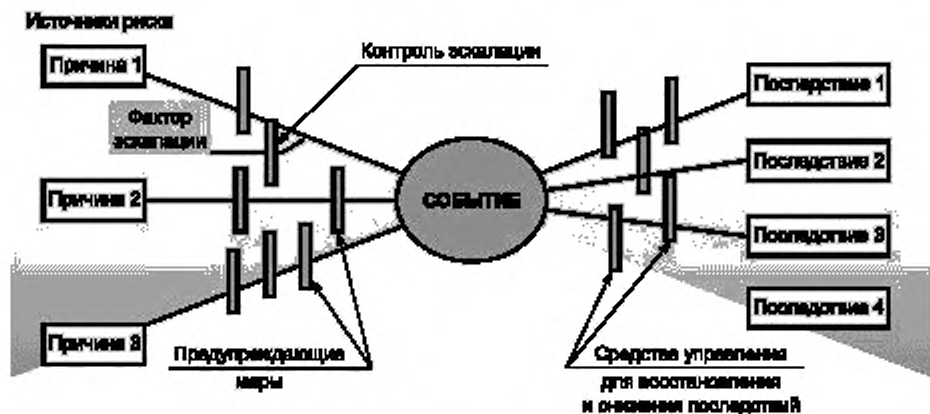 Источники риска
Причина 1
Контроль эскалации
Фактор
эскалации
Причина 2
Причина 3
Предупреждающие
меры
СОБЫТИЕ
Последствие 1
Последствие 2
Последствие 3
Последствие 4
Средства управления
для восстановления
и снижения последствий